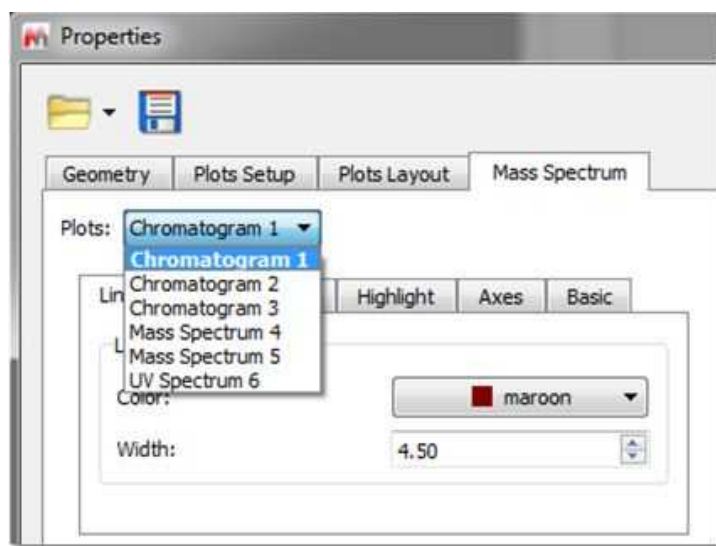 Properties
Geometry Plots Setup Plots Layout Mass Spectrum
Plots: Chromatogram 1
Chromatogram 1
Chromatogram 2
Chromatogram 3
Mass Spectrum 4
Mass Spectrum 5
UV Spectrum 6
Highlight Axes Basic
Color: maroon
Width: 4.50